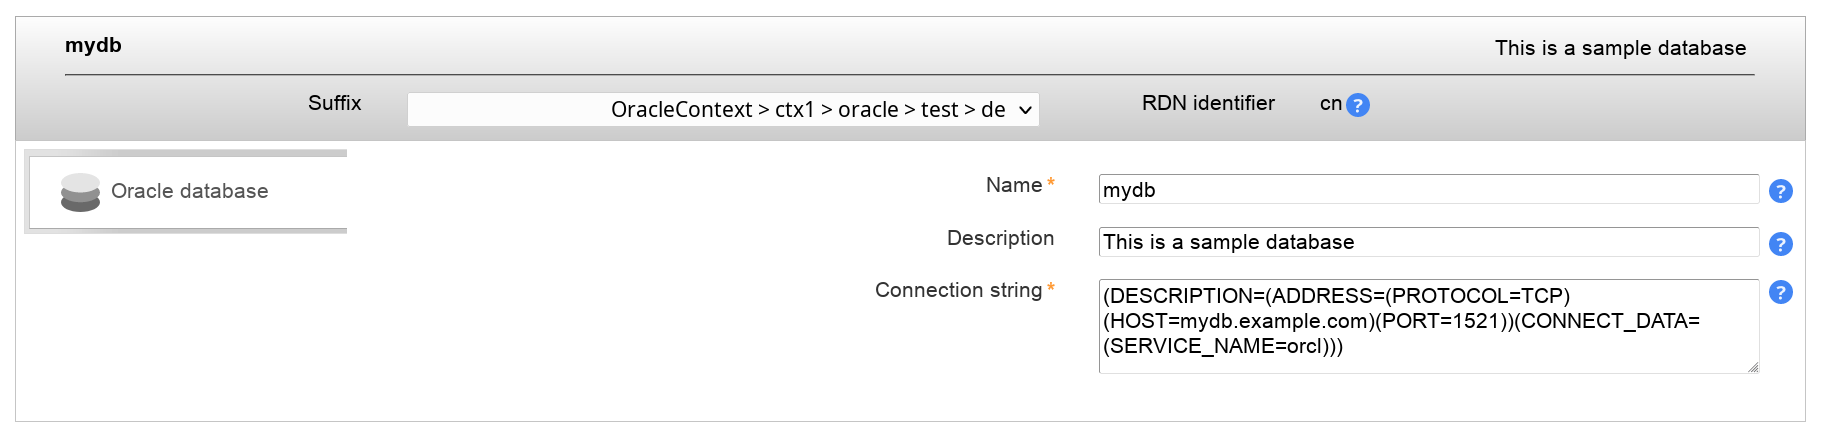 mydb
This is a sample database
Suffix
OracleContext > ctx1 > oracle > test > de
RDN identifier
cn
?
Oracle database
Name *
mydb
?
Description
This is a sample database
?
Connection string *
(DESCRIPTION=(ADDRESS=(PROTOCOL=TCP)
(HOST=mydb.example.com)(PORT=1521))(CONNECT_DATA=
(SERVICE_NAME=orcl)))
?